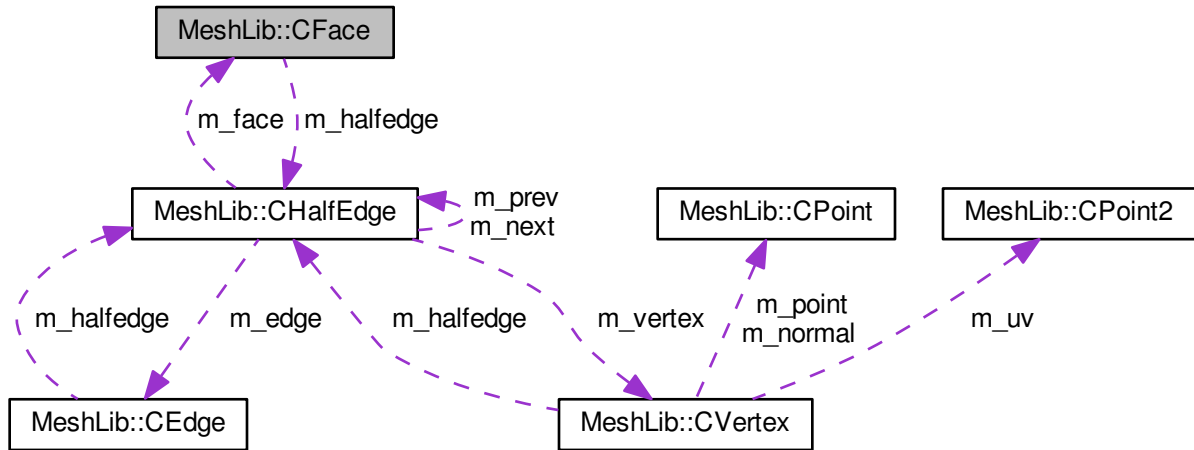 MeshLib::CFace
m_face
m_halfedge
MeshLib::CHalfEdge
m_prev
m_next
MeshLib::CPoint
MeshLib::CPoint2
m_halfedge
m_edge
m_halfedge
m_vertex
m_point
m_normal
m_uv
MeshLib::CEdge
MeshLib::CVertex